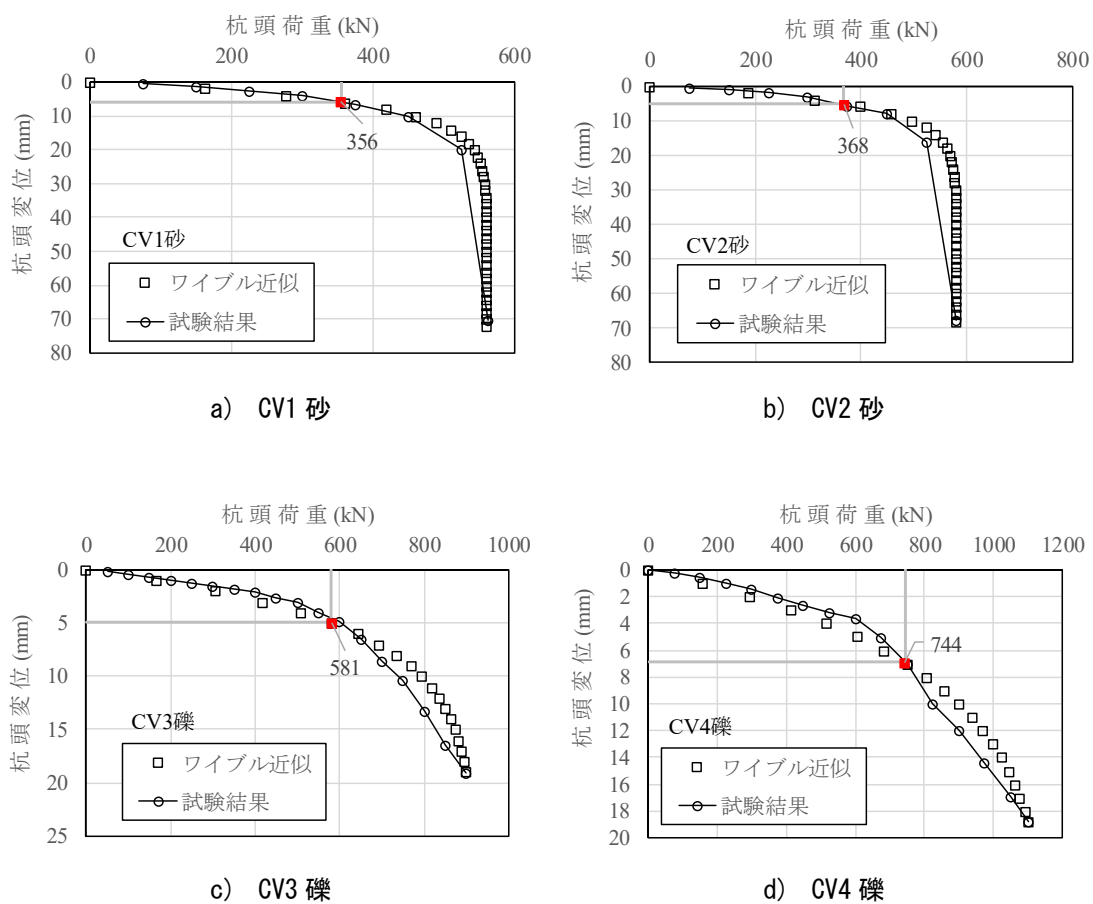 杭 頭 荷 重 (kN)
0 200 400 600
0
10
20
30
40
50
60
70
80
杭 頭 変 位 (mm)
356
CV1砂
ワイブル近似
試験結果
a) CV1 砂
杭 頭 荷 重 (kN)
0 200 400 600 800
0
10
20
30
40
50
60
70
80
杭 頭 変 位 (mm)
368
CV2砂
ワイブル近似
試験結果
b) CV2 砂
杭 頭 荷 重 (kN)
0 200 400 600 800 1000
0
5
10
15
20
25
杭 頭 変 位 (mm)
581
CV3礫
ワイブル近似
試験結果
c) CV3 礫
杭 頭 荷 重 (kN)
0 200 400 600 800 1000 1200
0
2
4
6
8
10
12
14
16
18
20
杭 頭 変 位 (mm)
744
CV4礫
ワイブル近似
試験結果
d) CV4 礫